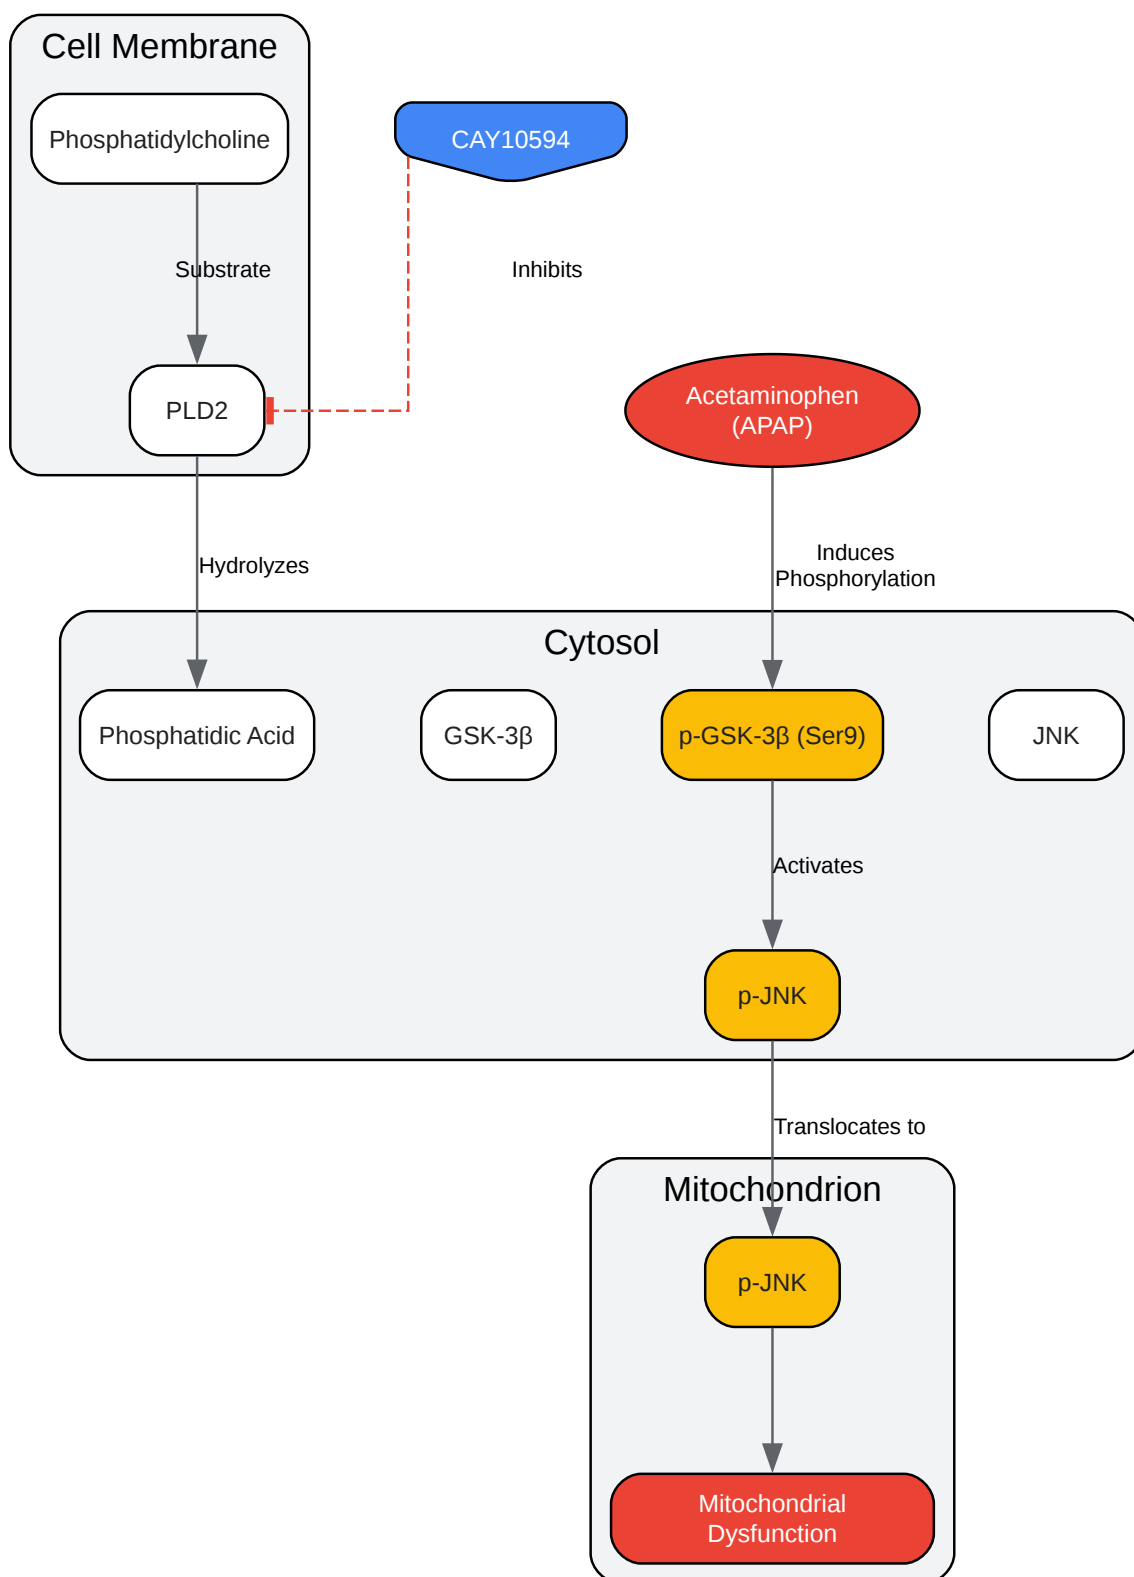 Cell Membrane
Phosphatidylcholine
CAY10594
Substrate
Inhibits
PLD2
Acetaminophen
(APAP)
Hydrolyzes
Induces
Phosphorylation
Cytosol
Phosphatidic Acid
GSK-3β
p-GSK-3β (Ser9)
JNK
Activates
p-JNK
Translocates to
Mitochondrion
p-JNK
Mitochondrial
Dysfunction